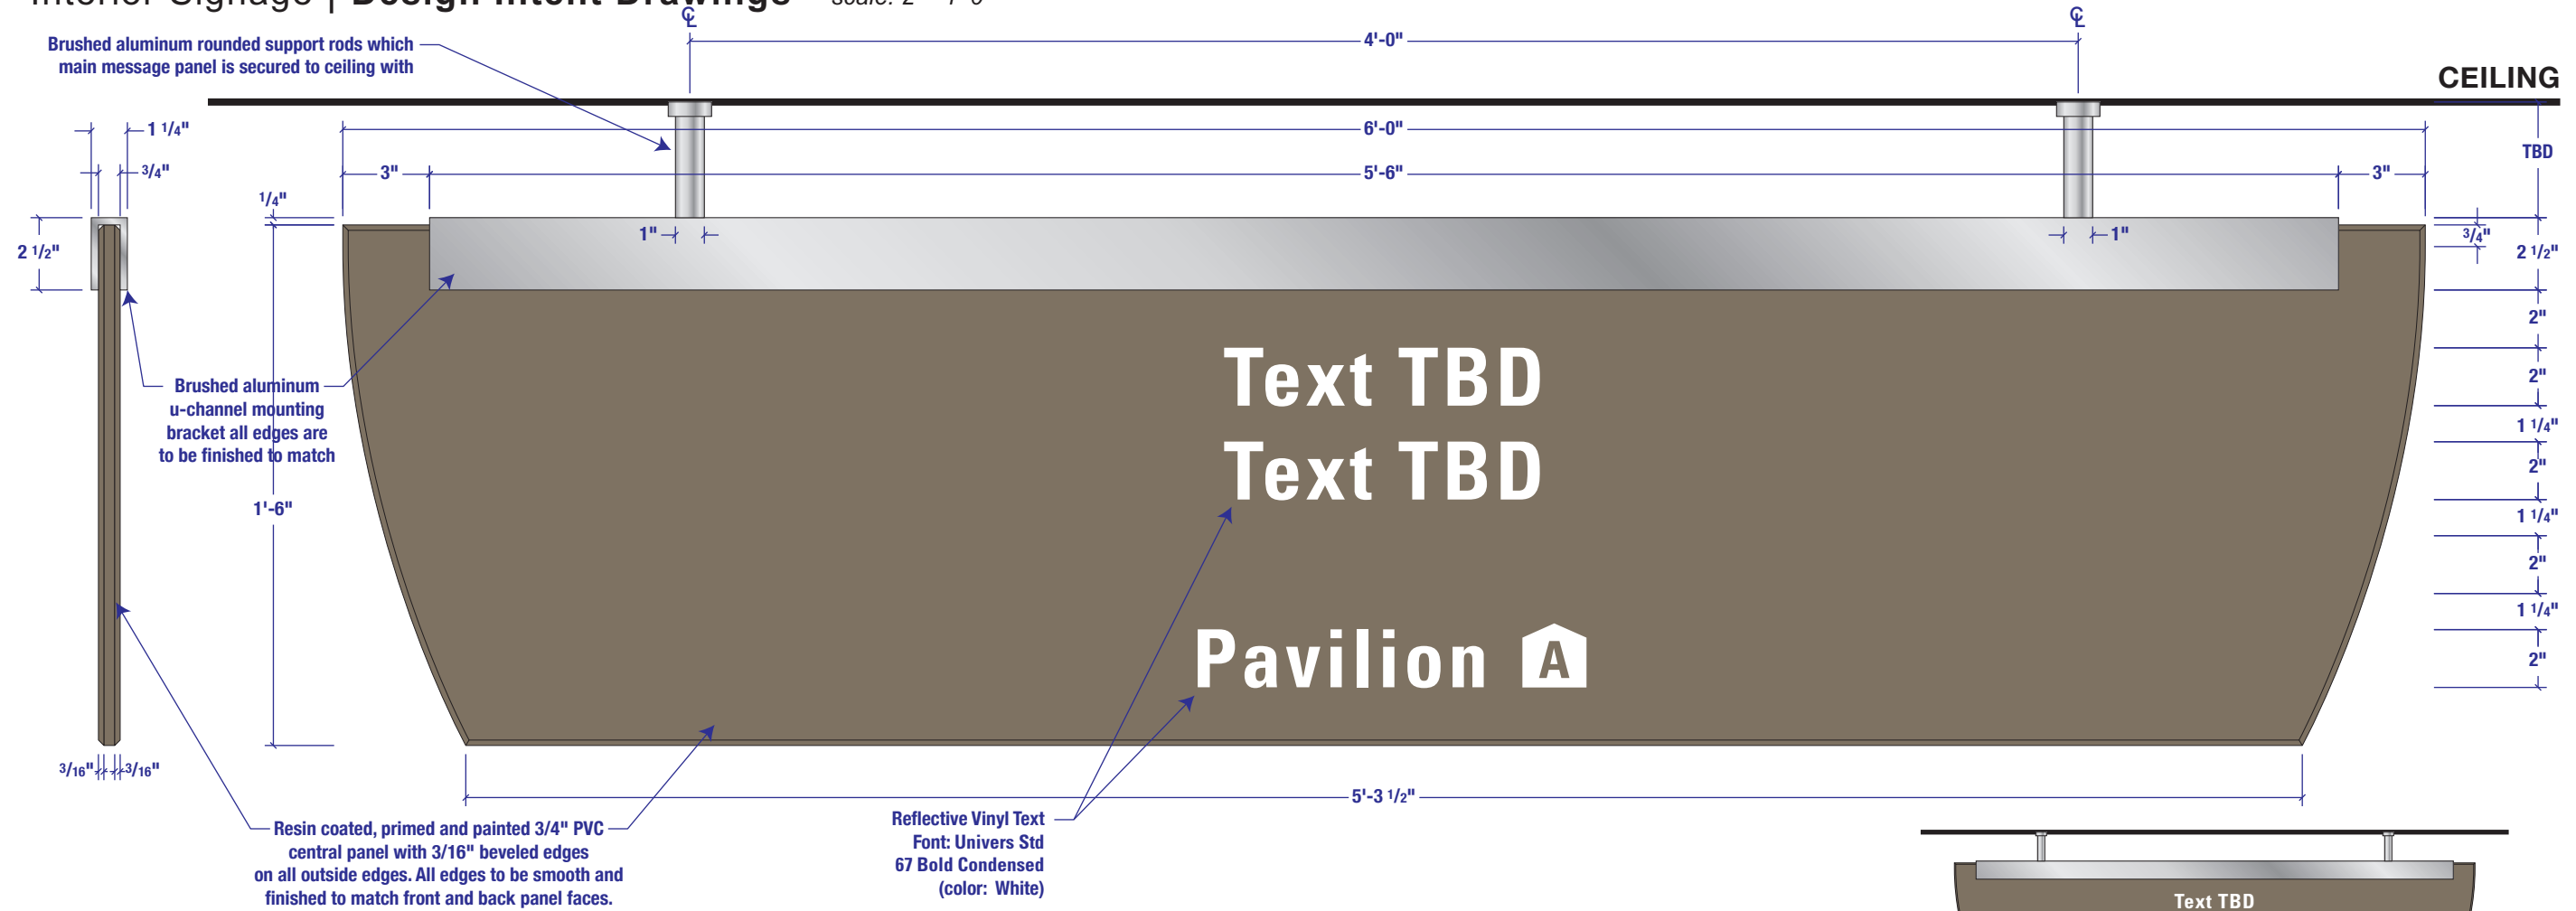 Interior Signage | Design Intent Drawings
℄
℄
4'-0"
Brushed aluminum rounded support rods which
main message panel is secured to ceiling with
CEILING
1 1/4"
6'-0"
TBD
3/4"
3"
5'-6"
3"
1/4"
2 1/2"
1"
1"
3/4"
2 1/2"
2"
Text TBD
2"
Brushed aluminum
u-channel mounting
bracket all edges are
to be finished to match
1 1/4"
Text TBD
2"
1'-6"
1 1/4"
2"
1 1/4"
Pavilion A
2"
3/16"
3/16"
5'-3 1/2"
Resin coated, primed and painted 3/4" PVC
central panel with 3/16" beveled edges
on all outside edges. All edges to be smooth and
finished to match front and back panel faces.
Reflective Vinyl Text
Font: Univers Std
67 Bold Condensed
(color: White)
Text TBD